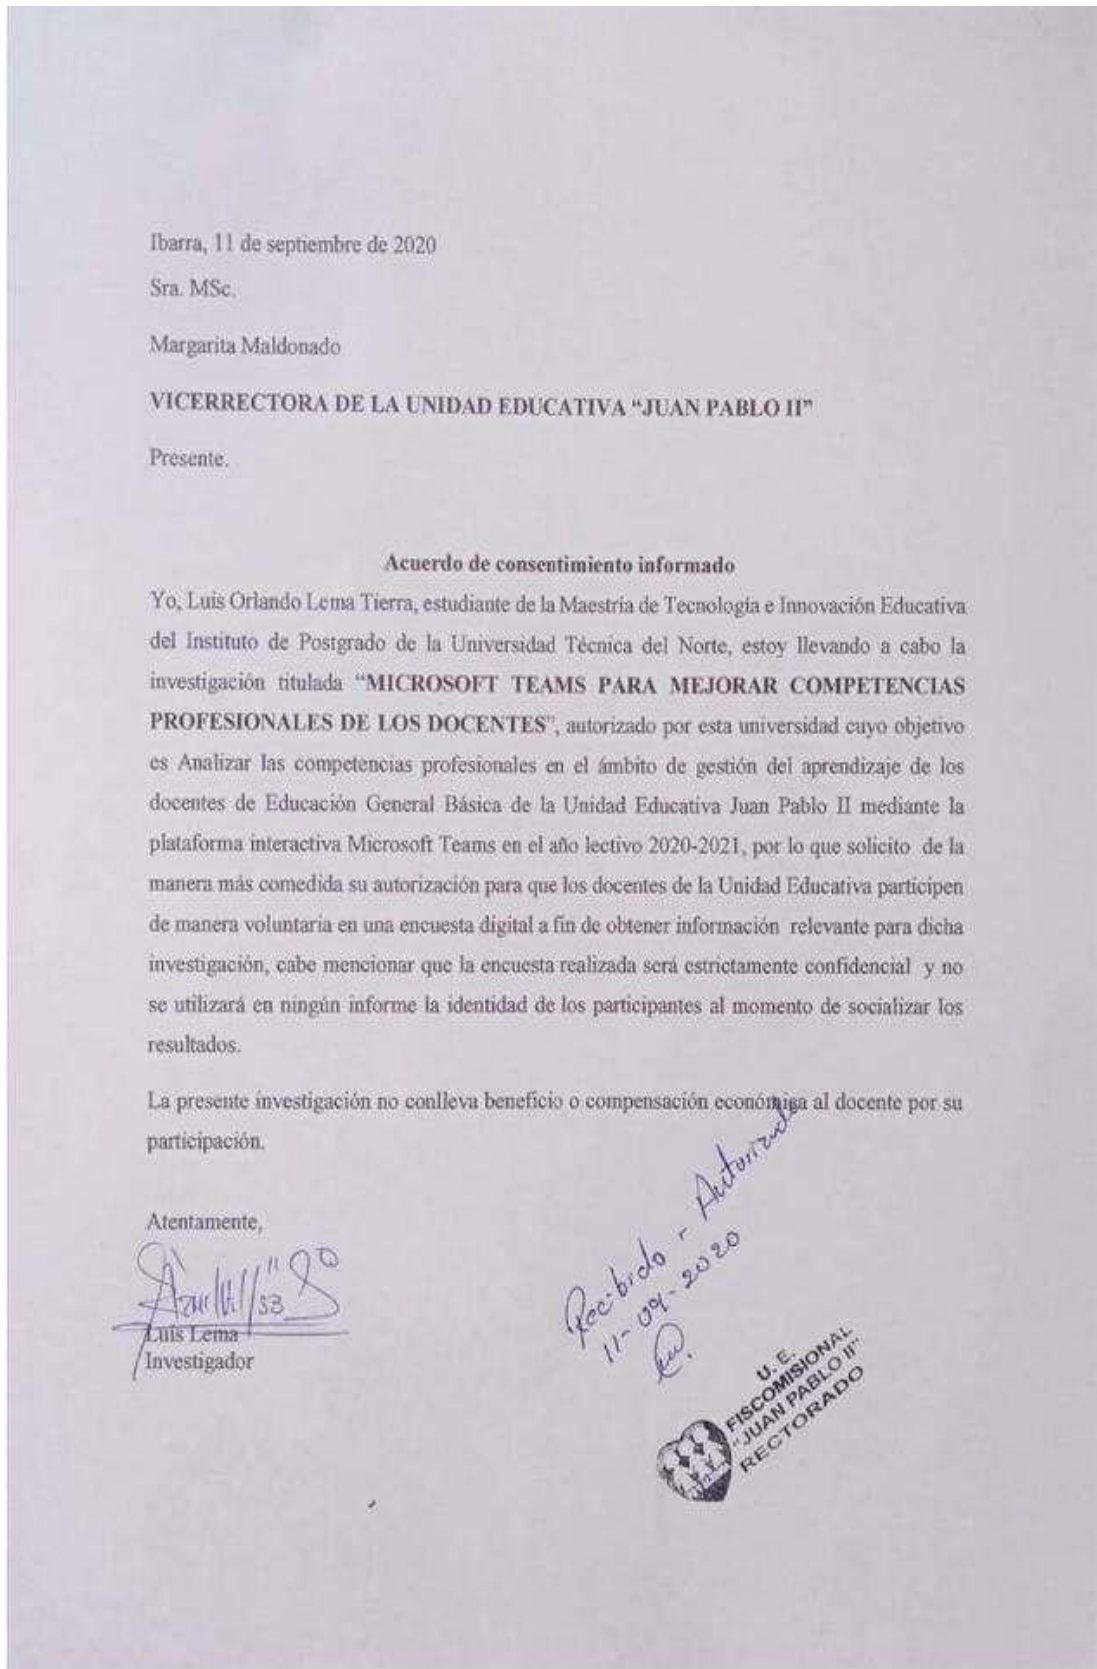 Ibarra, 11 de septiembre de 2020
Sra. MSc.
Margarita Maldonado
VICERRECTORA DE LA UNIDAD EDUCATIVA “JUAN PABLO II”
Presente.
Acuerdo de consentimiento informado
Yo, Luis Orlando Lema Tierra, estudiante de la Maestría de Tecnología e Innovación Educativa
del Instituto de Postgrado de la Universidad Técnica del Norte, estoy llevando a cabo la
investigación titulada “MICROSOFT TEAMS PARA MEJORAR COMPETENCIAS
PROFESIONALES DE LOS DOCENTES”, autorizado por esta universidad cuyo objetivo
es Analizar las competencias profesionales en el ámbito de gestión del aprendizaje de los
docentes de Educación General Básica de la Unidad Educativa Juan Pablo II mediante la
plataforma interactiva Microsoft Teams en el año lectivo 2020-2021, por lo que solicito de la
manera más comedida su autorización para que los docentes de la Unidad Educativa participen
de manera voluntaria en una encuesta digital a fin de obtener información relevante para dicha
investigación, cabe mencionar que la encuesta realizada será estrictamente confidencial y no
se utilizará en ningún informe la identidad de los participantes al momento de socializar los
resultados.
La presente investigación no conlleva beneficio o compensación económica al docente por su
participación.
Atentamente,
Luis Lema
Investigador
Recibido - Autorizado
11-09-2020
U. E.
FISCOMISIONAL
"JUAN PABLO II"
RECTORADO